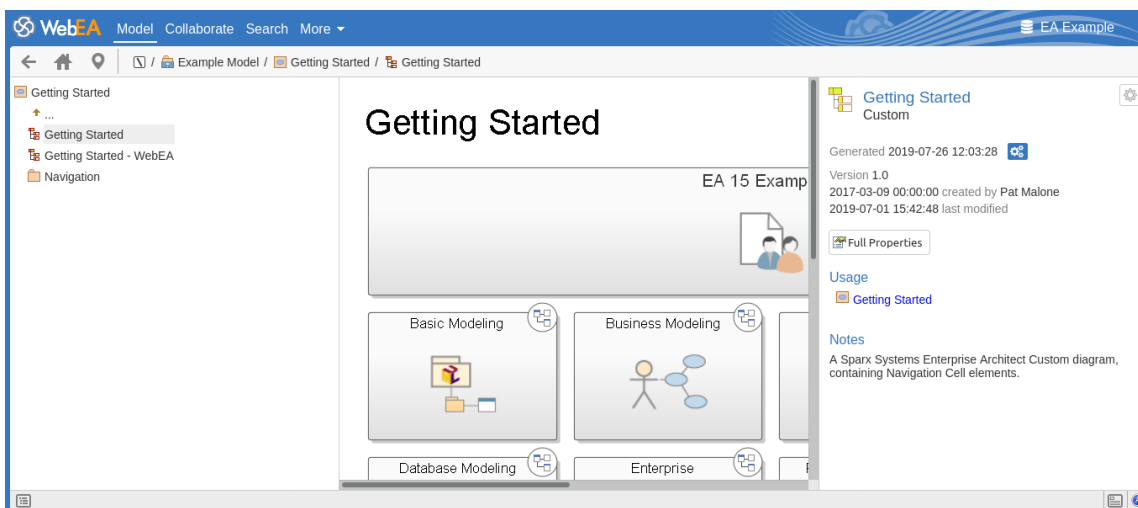 WebEA Model Collaborate Search More EA Example
/ Example Model / Getting Started / Getting Started
Getting Started
...
Getting Started
Getting Started - WebEA
Navigation
Getting Started
EA 15 Examp
Basic Modeling
Business Modeling
Database Modeling
Enterprise
Getting Started
Custom
Generated 2019-07-26 12:03:28
Version 1.0
2017-03-09 00:00:00 created by Pat Malone
2019-07-01 15:42:48 last modified
Full Properties
Usage
Getting Started
Notes
A Sparx Systems Enterprise Architect Custom diagram,
containing Navigation Cell elements.